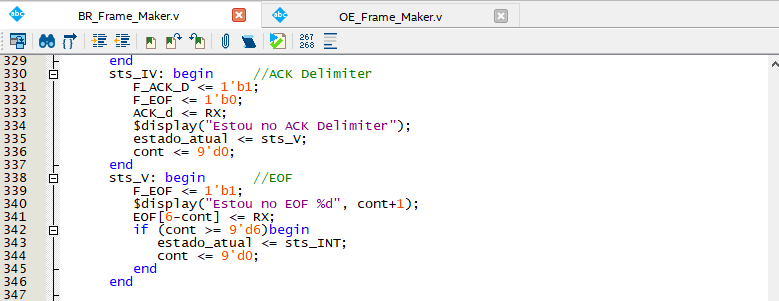 BR_Frame_Maker.v OE_Frame_Maker.v
267
268
329 end
330 sts_IV: begin //ACK Delimiter
331 F_ACK_D <= 1'b1;
332 F_EOF <= 1'b0;
333 ACK_d <= RX;
334 $display("Estou no ACK Delimiter");
335 estado_atual <= sts_V;
336 cont <= 9'd0;
337 end
338 sts_V: begin //EOF
339 F_EOF <= 1'b1;
340 $display("Estou no EOF %d", cont+1);
341 EOF[6-cont] <= RX;
342 if (cont >= 9'd6)begin
343 estado_atual <= sts_INT;
344 cont <= 9'd0;
345 end
346 end
347